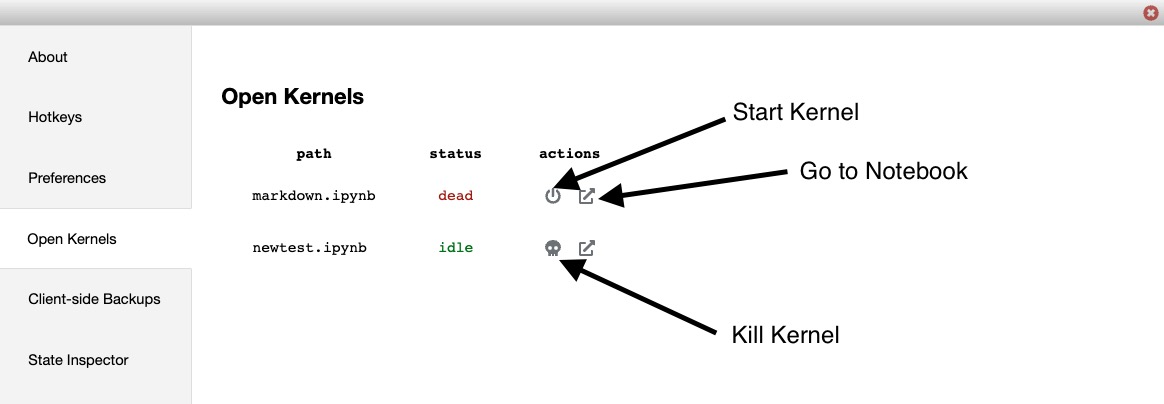 About
Hotkeys
Preferences
Open Kernels
Client-side Backups
State Inspector
Open Kernels
path status actions
markdown.ipynb dead
newtest.ipynb idle
Start Kernel
Go to Notebook
Kill Kernel